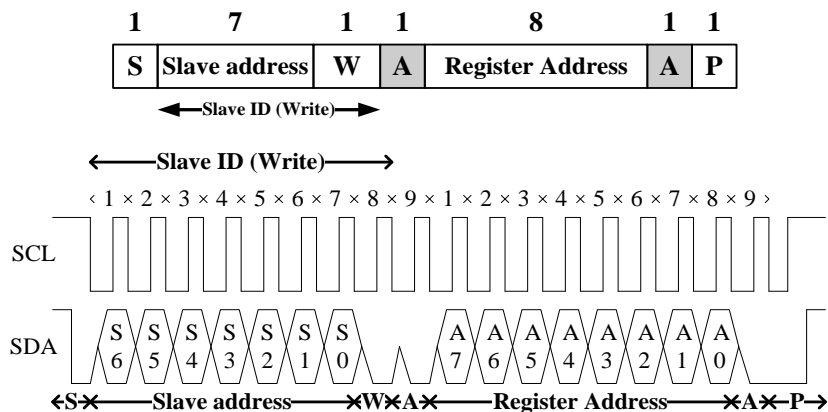 1 7 1 1 8 1 1
S Slave address W A Register Address A P
Slave ID (Write)
Slave ID (Write)
‹ 1 × 2 × 3 × 4 × 5 × 6 × 7 × 8 × 9 × 1 × 2 × 3 × 4 × 5 × 6 × 7 × 8 × 9 ›
SCL
SDA
S S S S S S S A A A A A A A A
6 5 4 3 2 1 0 7 6 5 4 3 2 1 0
S Slave address W A Register Address A P